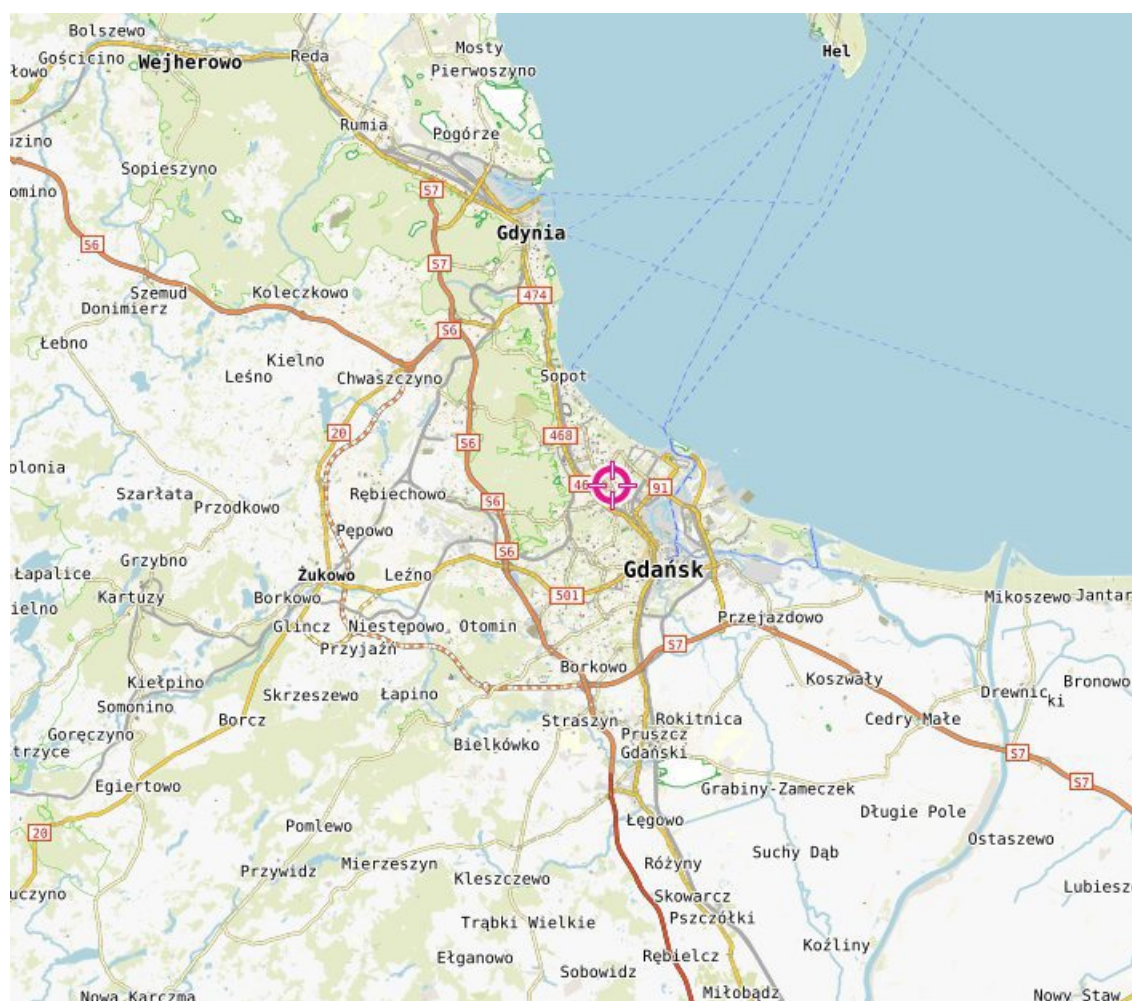 Bolszewo
Gościcino
Wejherowo
Reda
Mosty
Pierwoszyno
Hel
Rumia
Pogórze
Sopieszyno
S7
Gdynia
S6
S7
Szemud
Donimierz
Koleczkowo
474
S6
Łebno
Kielno
Leśno
Chwaszczyno
Sopot
20
S6
468
Szarłata
Przodkowo
Rębiechowo
S6
91
Pępowo
Grzybno
Łapalice
Kartuzy
Żukowo
Leźno
S6
Gdańsk
Borkowo
501
Mikoszewo
Jantar
Glincz
Niestępowo
Otomin
Przejazdowo
Przyjaźń
S7
Kiełpino
Somonino
Skrzeszewo
Łapino
Borkowo
Koszwały
Drewnic
ki
Bronowo
Goręczyno
Borcz
Straszyn
Rokitnica
Cedry Małe
Bielkówko
Pruszcz
Gdański
S7
Egiertowo
Grabiny-Zameczek
S7
20
Pomlewo
Łęgowo
Długie Pole
Przywidz
Mierzeszyn
Różyny
Suchy Dąb
Ostaszewo
Kleszczewo
Skowarcz
Trąbki Wielkie
Pszczółki
Ełganowo
Sobowidz
Rębielcz
Koźliny
Nowa Karczma
Miłobądz
Nowy Staw